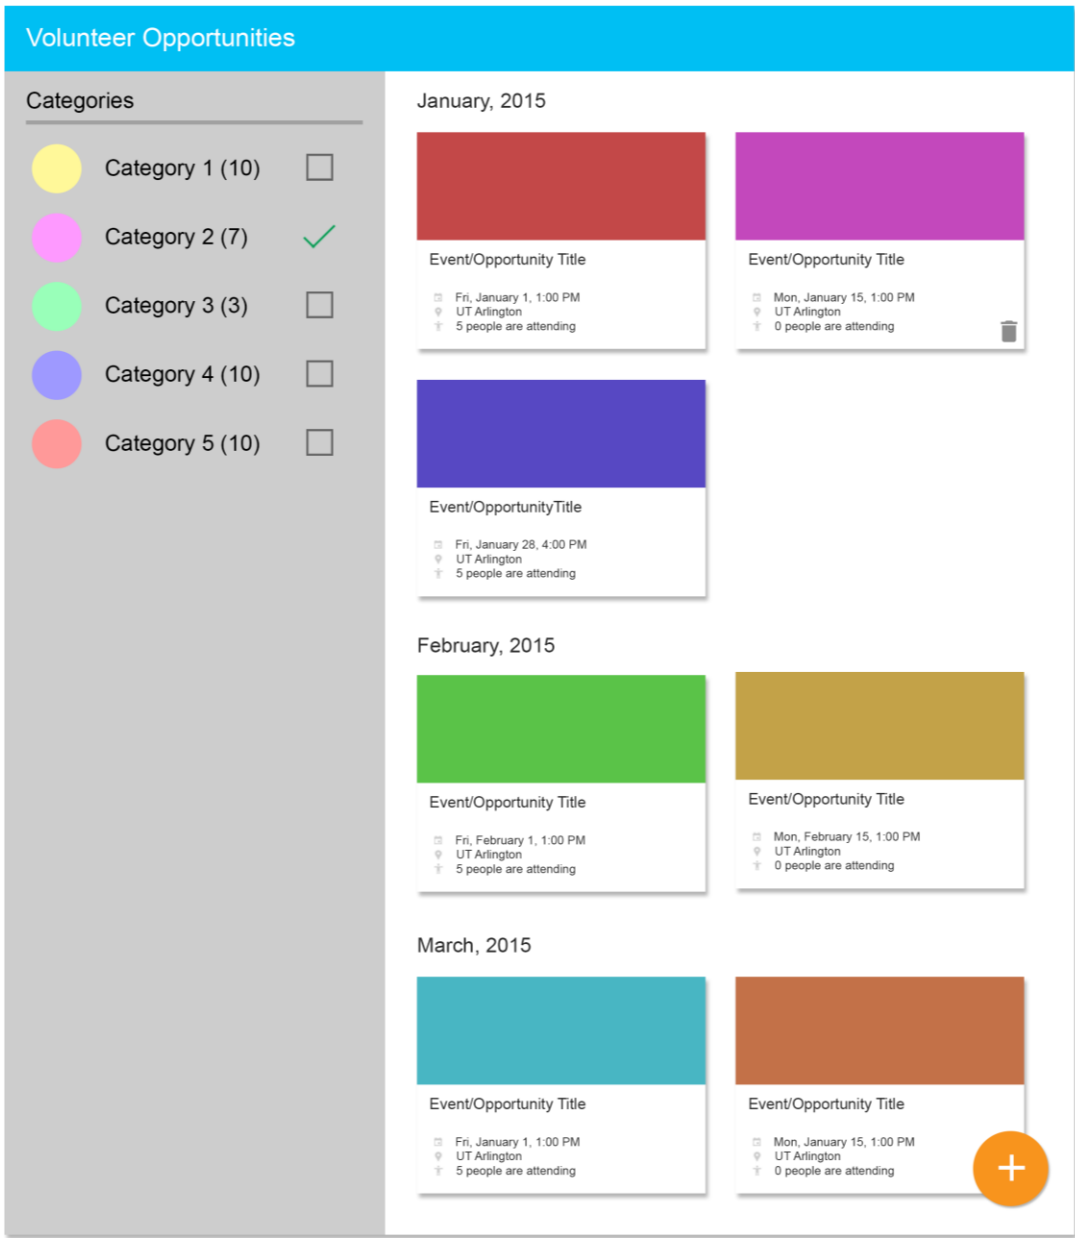 Volunteer Opportunities
Categories
Category 1 (10)
Category 2 (7)
Category 3 (3)
Category 4 (10)
Category 5 (10)
January, 2015
Event/Opportunity Title
Fri, January 1, 1:00 PM
UT Arlington
5 people are attending
Event/Opportunity Title
Mon, January 15, 1:00 PM
UT Arlington
0 people are attending
Event/OpportunityTitle
Fri, January 28, 4:00 PM
UT Arlington
5 people are attending
February, 2015
Event/Opportunity Title
Fri, February 1, 1:00 PM
UT Arlington
5 people are attending
Event/Opportunity Title
Mon, February 15, 1:00 PM
UT Arlington
0 people are attending
March, 2015
Event/Opportunity Title
Fri, January 1, 1:00 PM
UT Arlington
5 people are attending
Event/Opportunity Title
Mon, January 15, 1:00 PM
UT Arlington
0 people are attending